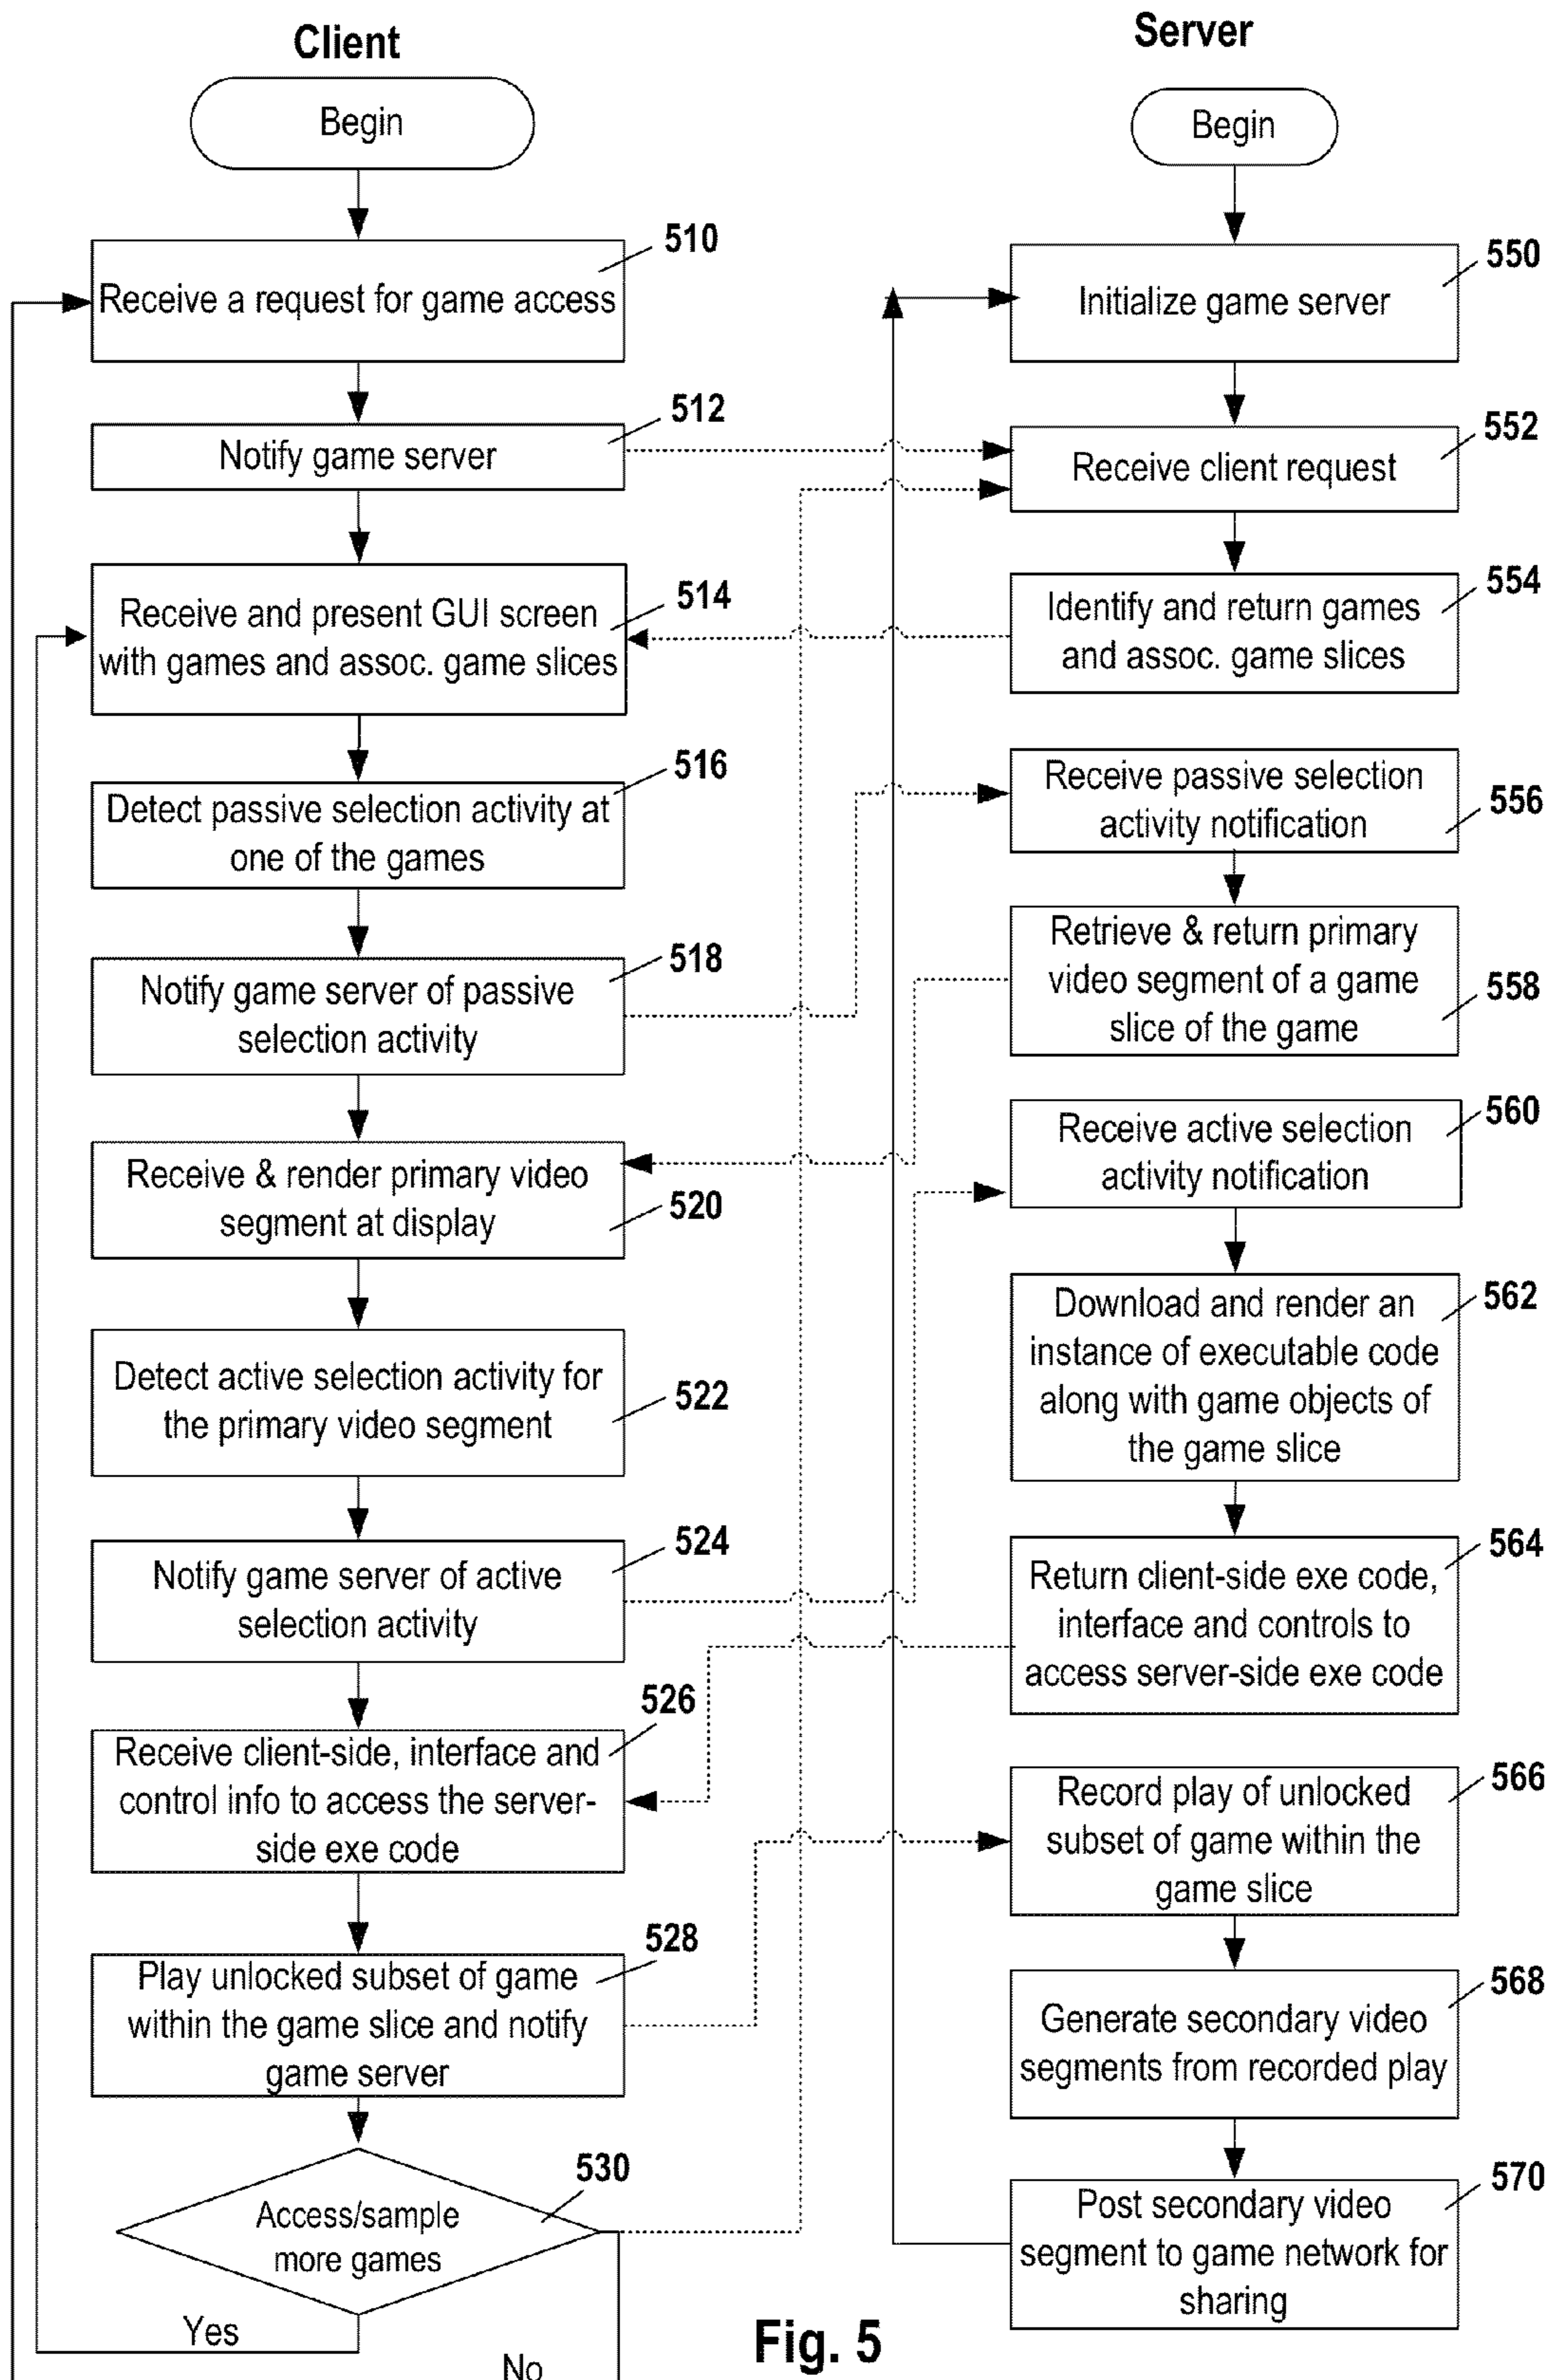 Client
Begin
510
Receive a request for game access
512
Notify game server
514
Receive and present GUI screen
with games and assoc. game slices
516
Detect passive selection activity at
one of the games
518
Notify game server of passive
selection activity
Receive & render primary video
segment at display
520
Detect active selection activity for
the primary video segment
522
524
Notify game server of active
selection activity
526
Receive client-side, interface and
control info to access the server-
side exe code
528
Play unlocked subset of game
within the game slice and notify
game server
530
Access/sample
more games
Yes
No
Server
Begin
550
Initialize game server
552
Receive client request
554
Identify and return games
and assoc. game slices
Receive passive selection
activity notification
556
Retrieve & return primary
video segment of a game
slice of the game
558
560
Receive active selection
activity notification
562
Download and render an
instance of executable code
along with game objects of
the game slice
564
Return client-side exe code,
interface and controls to
access server-side exe code
566
Record play of unlocked
subset of game within the
game slice
568
Generate secondary video
segments from recorded play
570
Post secondary video
segment to game network for
sharing
Fig. 5